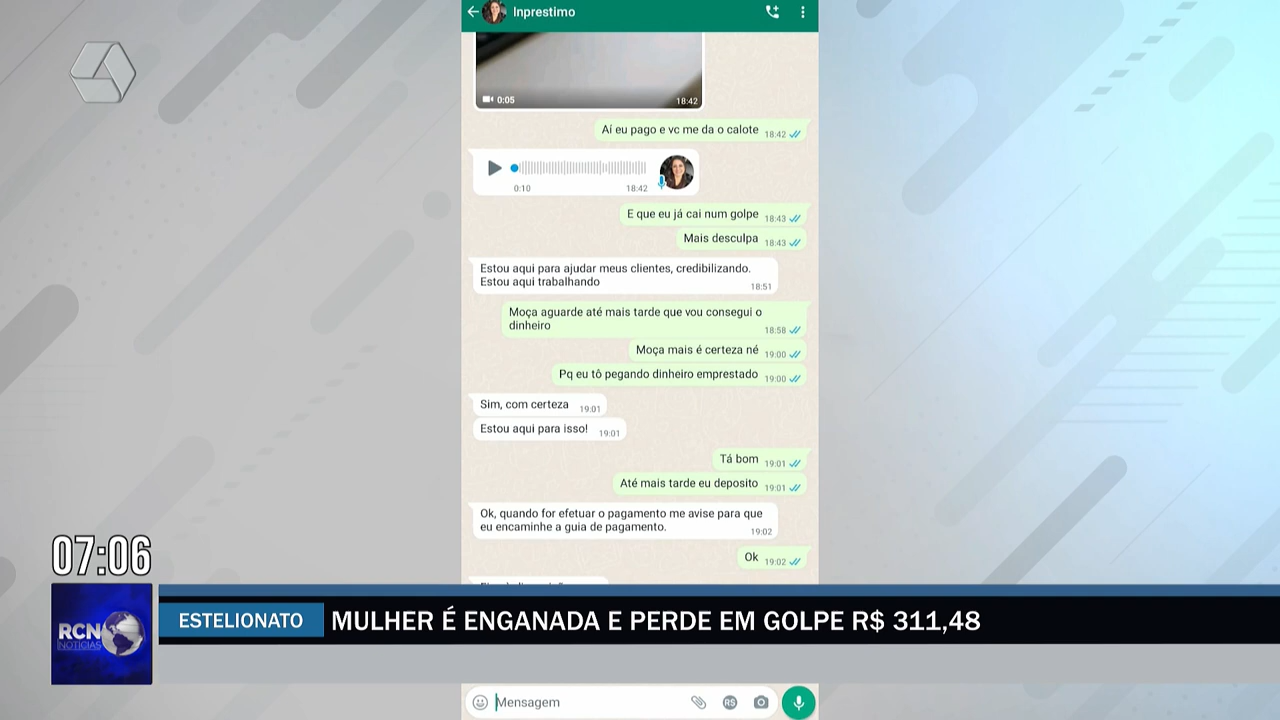 Inprestimo
0:05
18:42
Aí eu pago e vc me da o calote 18:42
0:10
18:42
E que eu já cai num golpe 18:43
Mais desculpa 18:43
Estou aqui para ajudar meus clientes, credibilizando.
Estou aqui trabalhando
18:51
Moça aguarde até mais tarde que vou consegui o
dinheiro
18:58
Moça mais é certeza né 19:00
Pq eu tô pegando dinheiro emprestado 19:00
Sim, com certeza 19:01
Estou aqui para isso! 19:01
Tá bom 19:01
Até mais tarde eu deposito 19:01
Ok, quando for efetuar o pagamento me avise para que
eu encaminhe a guia de pagamento.
19:02
Ok 19:02
07:06
RCN
NOTÍCIAS
ESTELIONATO
MULHER É ENGANADA E PERDE EM GOLPE R$ 311,48
Mensagem
R$